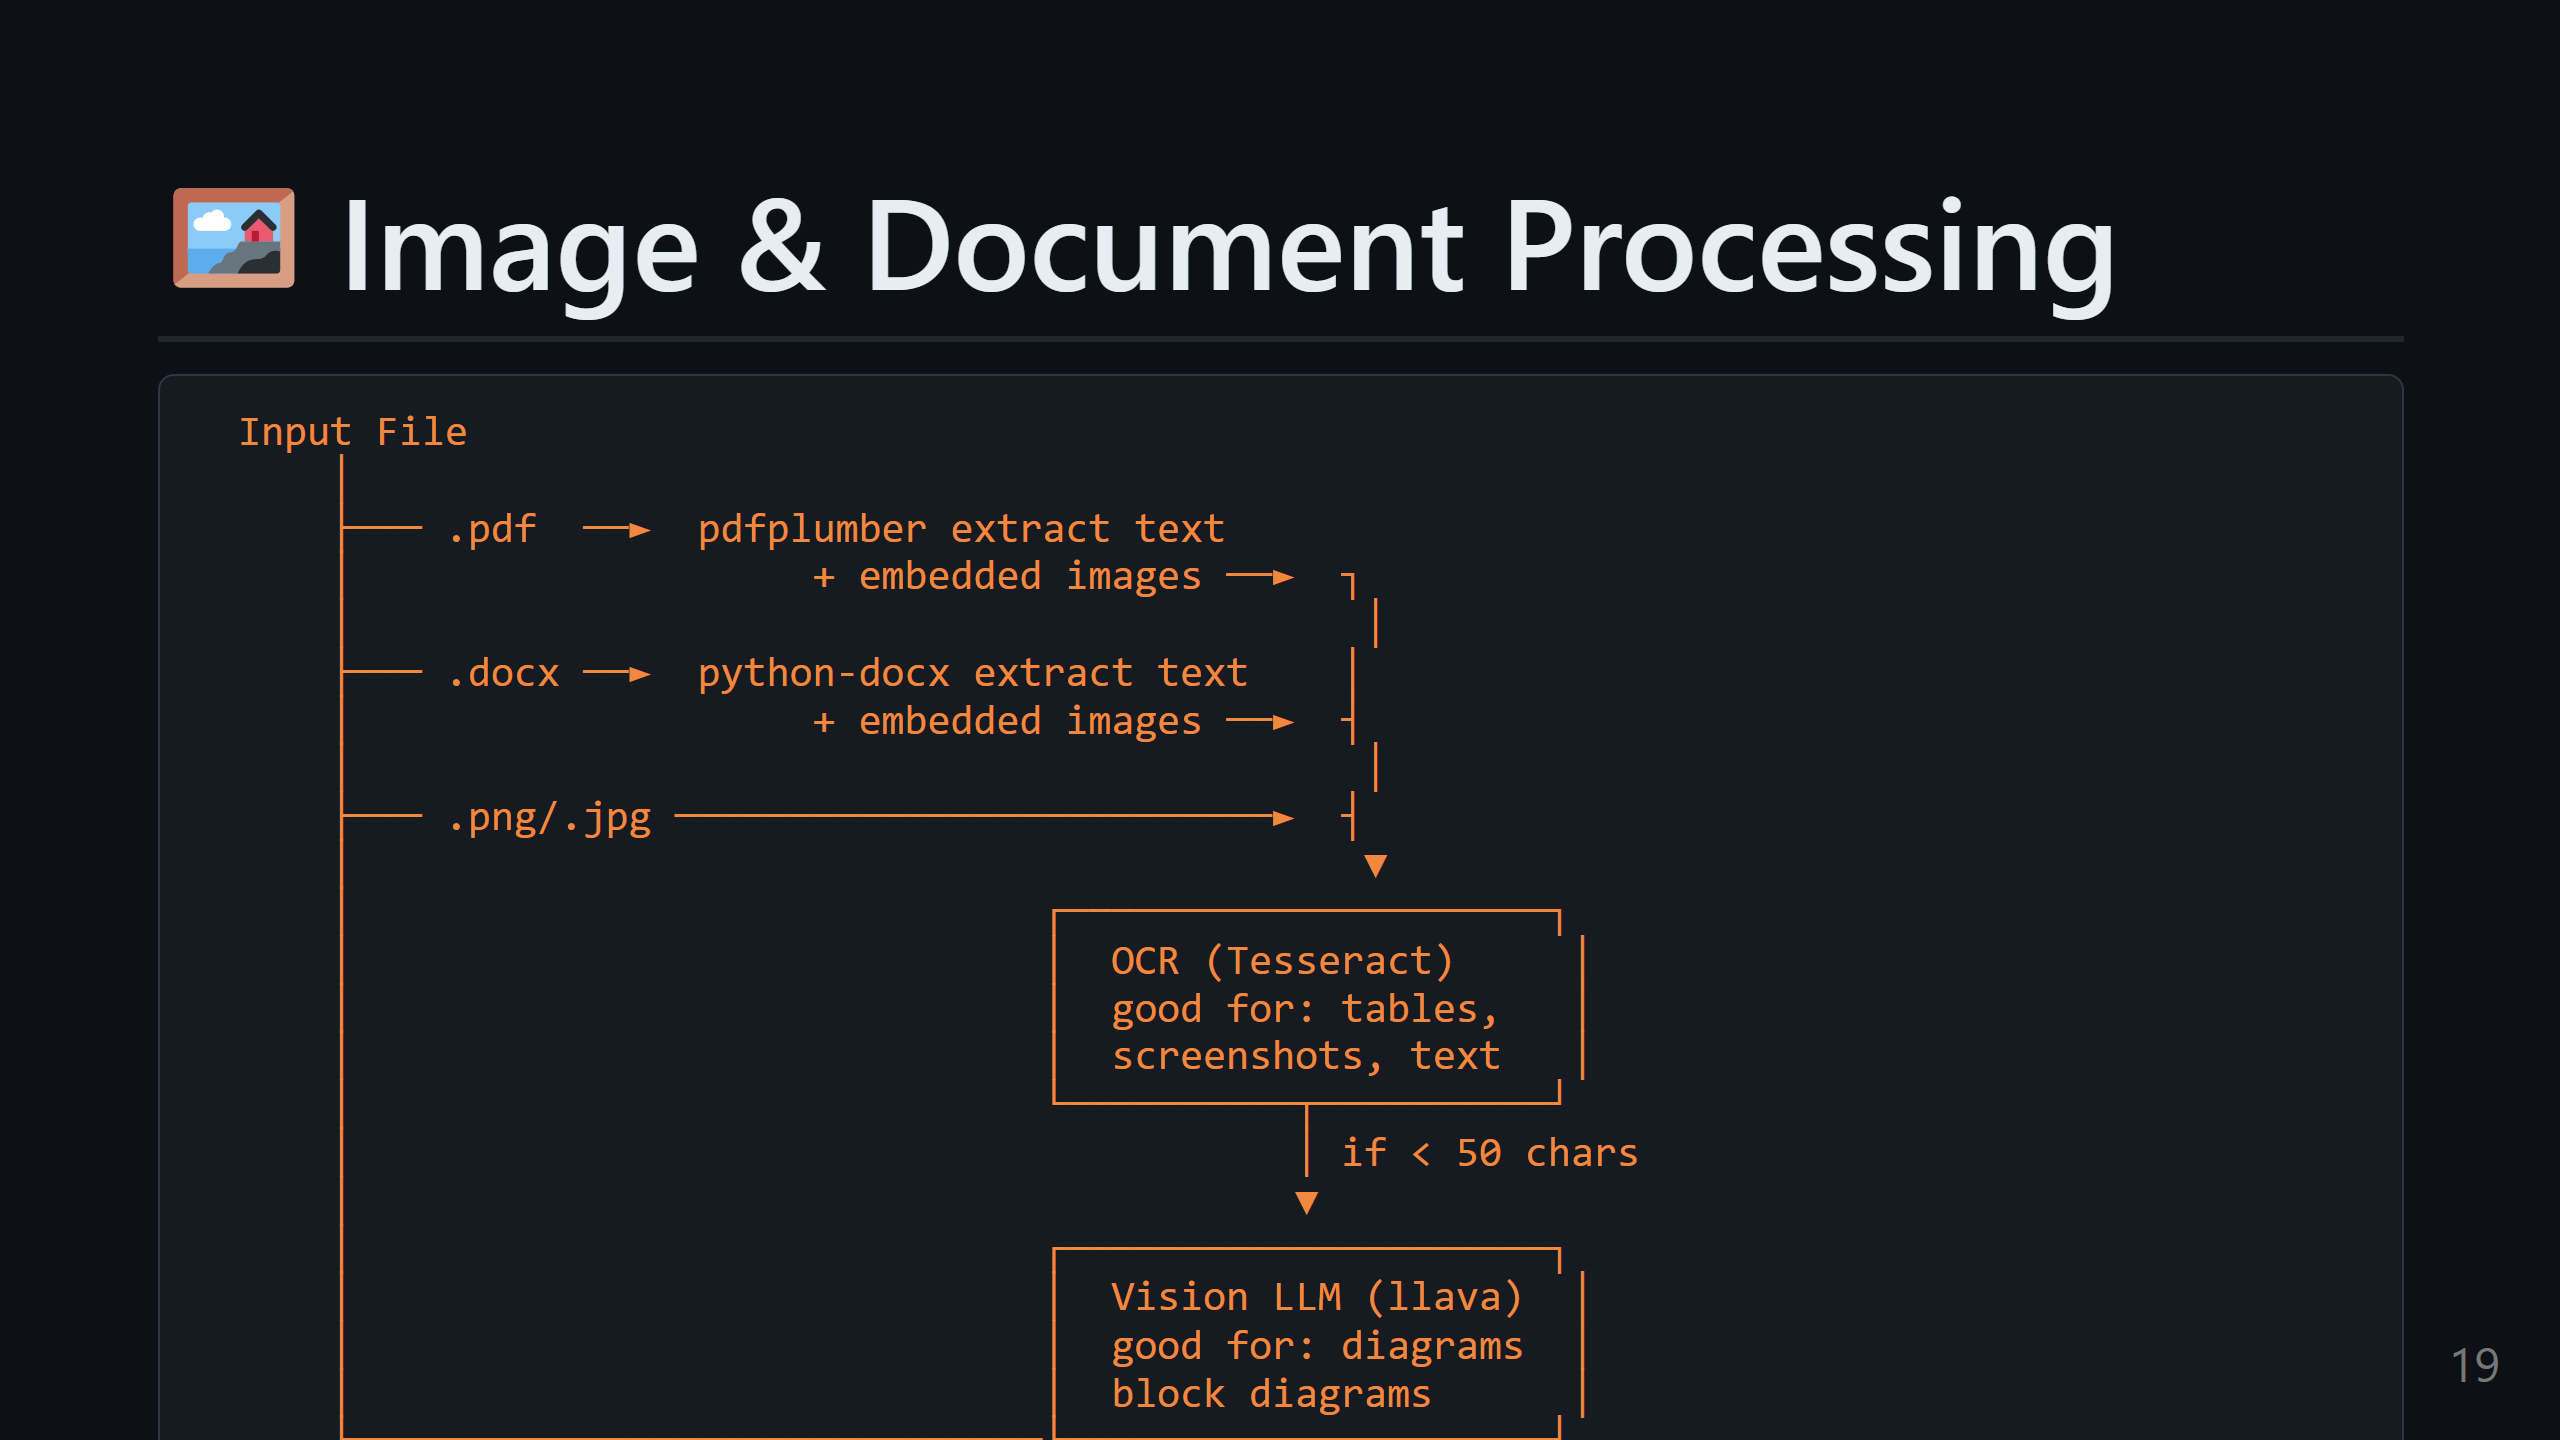 Image & Document Processing
Input File
.pdf ──► pdfplumber extract text
+ embedded images ──►
.docx ──► python-docx extract text
+ embedded images ──►
.png/.jpg ──────────────────────────►
▼
OCR (Tesseract)
good for: tables,
screenshots, text
if < 50 chars
▼
Vision LLM (llava)
good for: diagrams
block diagrams
19